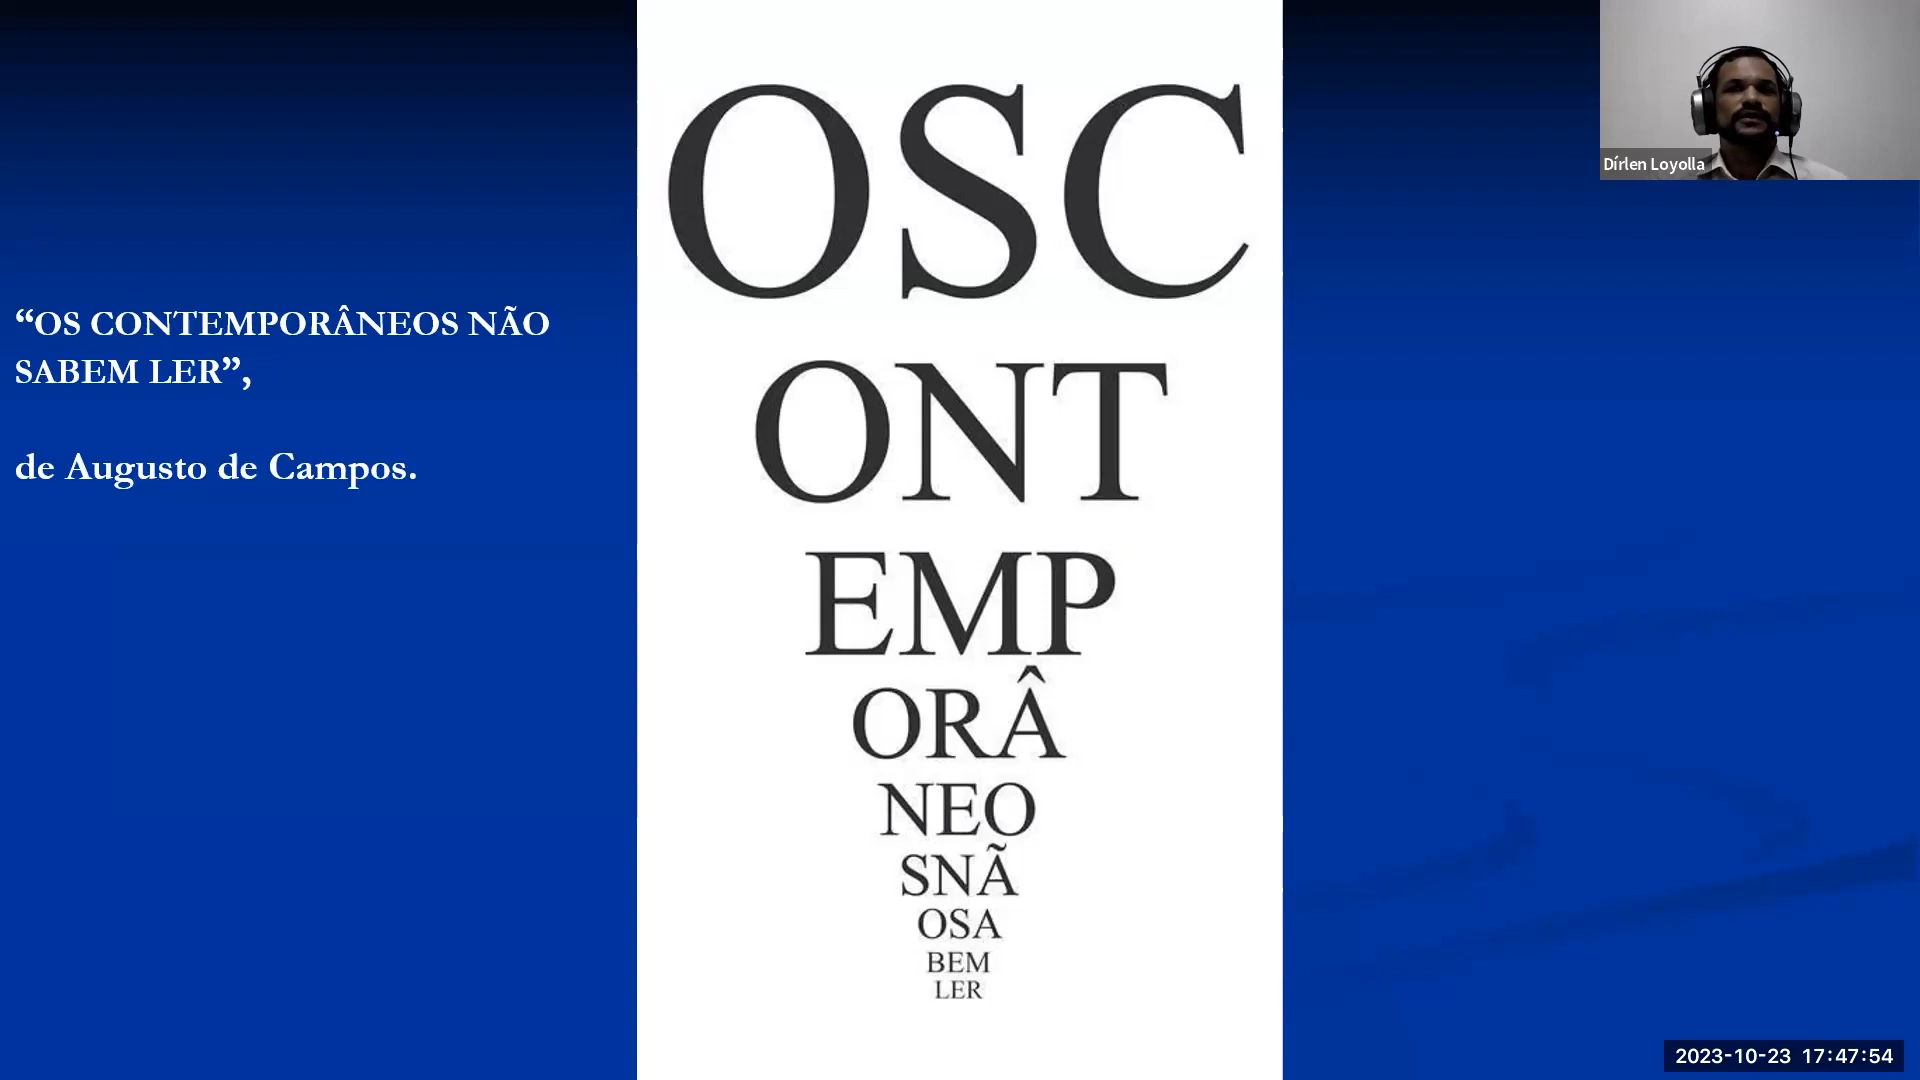 “OS CONTEMPORÂNEOS NÃO
SABEM LER”,
de Augusto de Campos.
OSC
ONT
EMP
ORÂ
NEO
SNÃ
OSA
BEM
LER
Dírlen Loyolla
2023-10-23 17:47:54